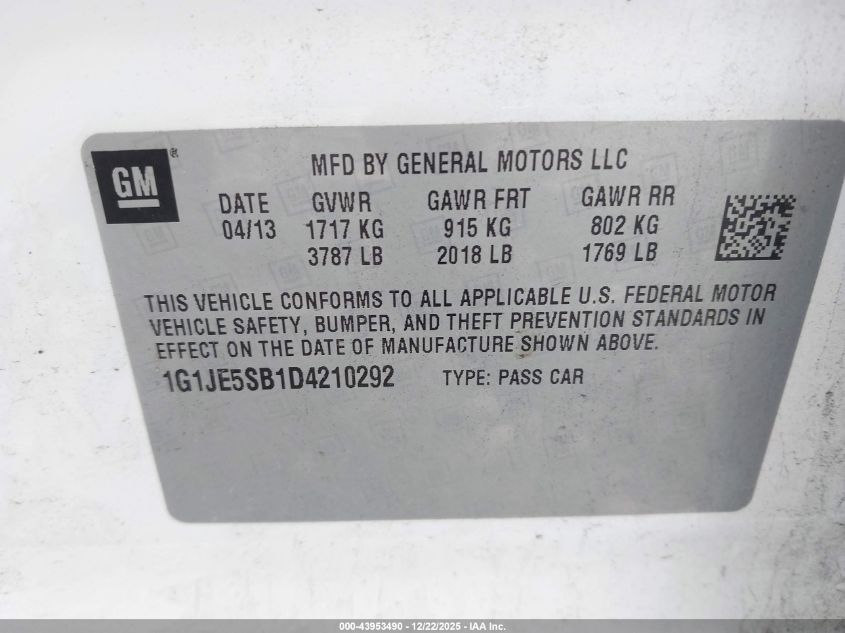 GM®
MFD BY GENERAL MOTORS LLC
DATE GVWR GAWR FRT GAWR RR
04/13 1717 KG 915 KG 802 KG
3787 LB 2018 LB 1769 LB
THIS VEHICLE CONFORMS TO ALL APPLICABLE U.S. FEDERAL MOTOR
VEHICLE SAFETY, BUMPER, AND THEFT PREVENTION STANDARDS IN
EFFECT ON THE DATE OF MANUFACTURE SHOWN ABOVE.
1G1JE5SB1D4210292 TYPE: PASS CAR
000-43953490 - 12/22/2025 - IAA Inc.